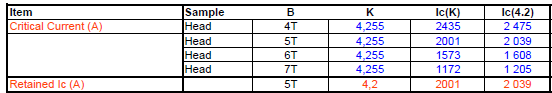 Item Sample B K Ic(K) Ic(4.2)
Critical Current (A) Head 4T 4,255 2435 2 475
Head 5T 4,255 2001 2 039
Head 6T 4,255 1573 1 608
Head 7T 4,255 1172 1 205
Retained Ic (A) 5T 4,2 2001 2 039